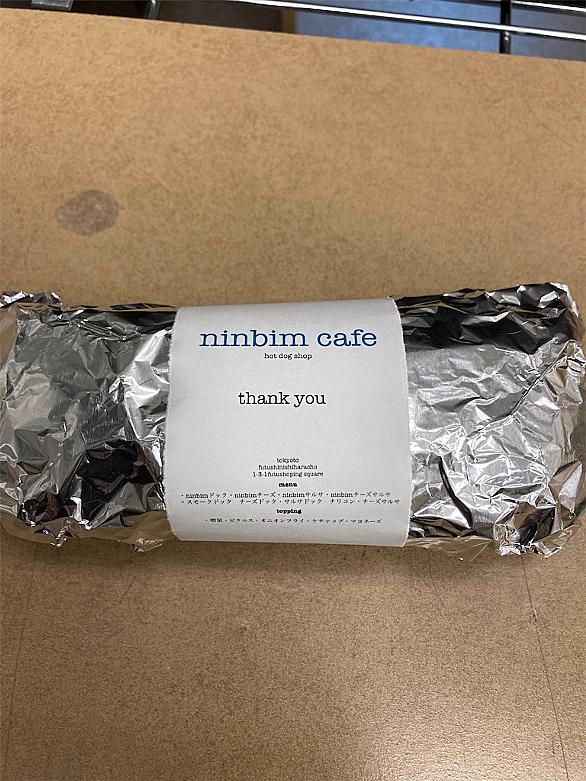 ninbim cafe
hot dog shop
thank you
tokyoto
futushinishiharacho
1-3-1futushoping square
menu
・ninbimドック・ninbimチーズ・ninbimサルサ・ninbimチーズサルサ
・スモークドック　チーズドック・サルサドック　チリコン・チーズサルサ
topping
・増量・ピクルス・オニオンフライ・ケチャップ・マヨネーズ